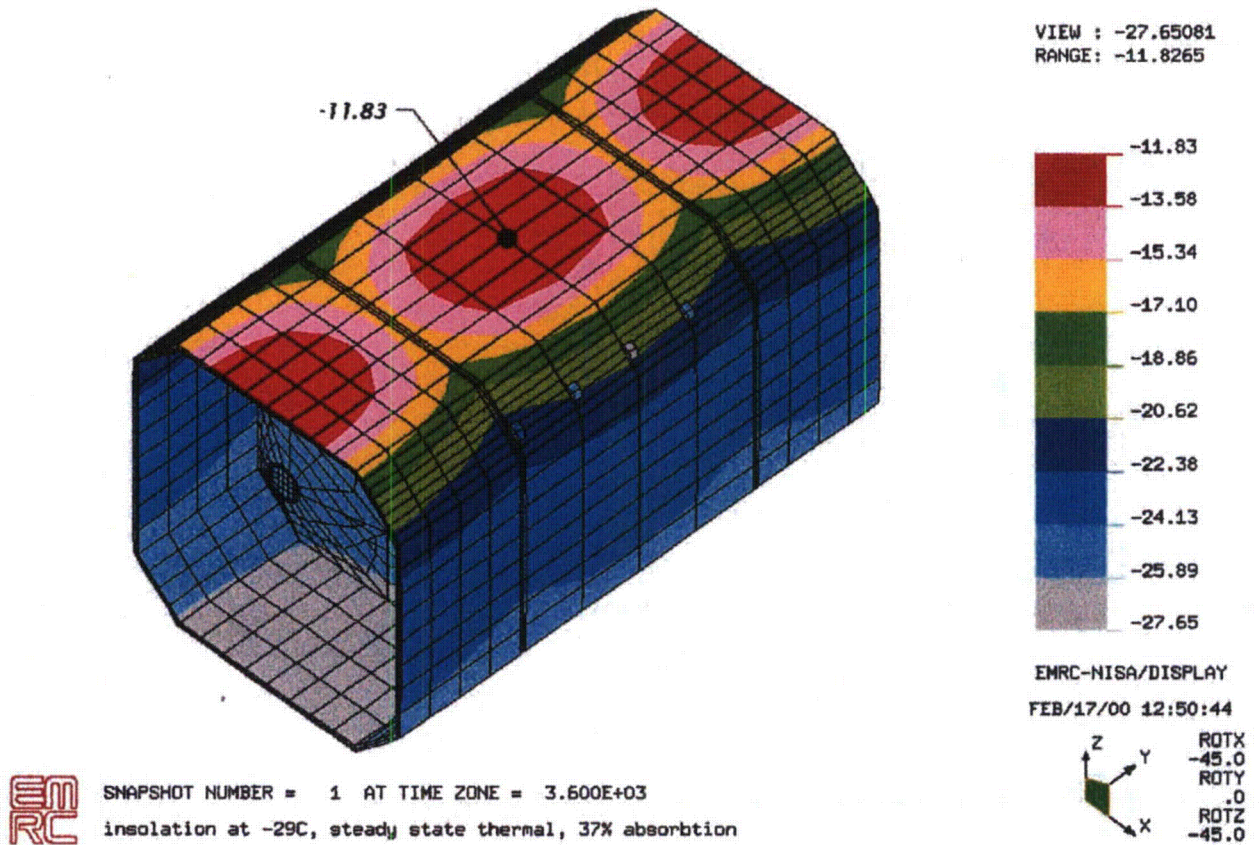 VIEW : -27.65081
RANGE: -11.8265
-11.83
-11.83
-13.58
-15.34
-17.10
-18.86
-20.62
-22.38
-24.13
-25.89
-27.65
EMRC-NISA/DISPLAY
FEB/17/00 12:50:44
Z
Y
X
ROTX
-45.0
ROTY
.0
ROTZ
-45.0
EM
RC
SNAPSHOT NUMBER = 1 AT TIME ZONE = 3.600E+03
insolation at -29C, steady state thermal, 37% absorbtion